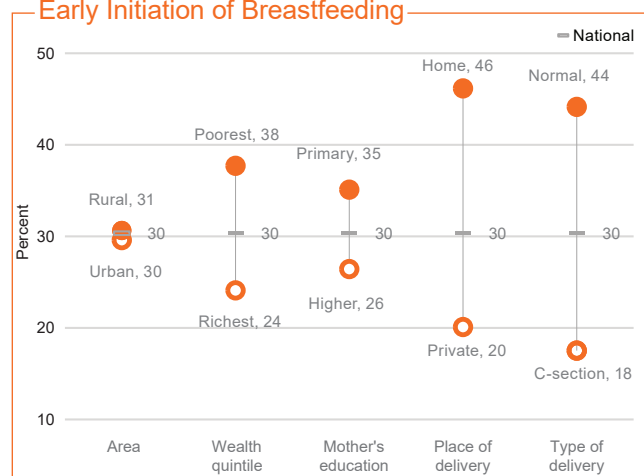 Early Initiation of Breastfeeding
National
Percent
50
40
30
20
10
Rural, 31
30
Urban, 30
Poorest, 38
30
Richest, 24
Primary, 35
30
Higher, 26
Home, 46
30
Private, 20
Normal, 44
30
C-section, 18
Area
Wealth
quintile
Mother's
education
Place of
delivery
Type of
delivery